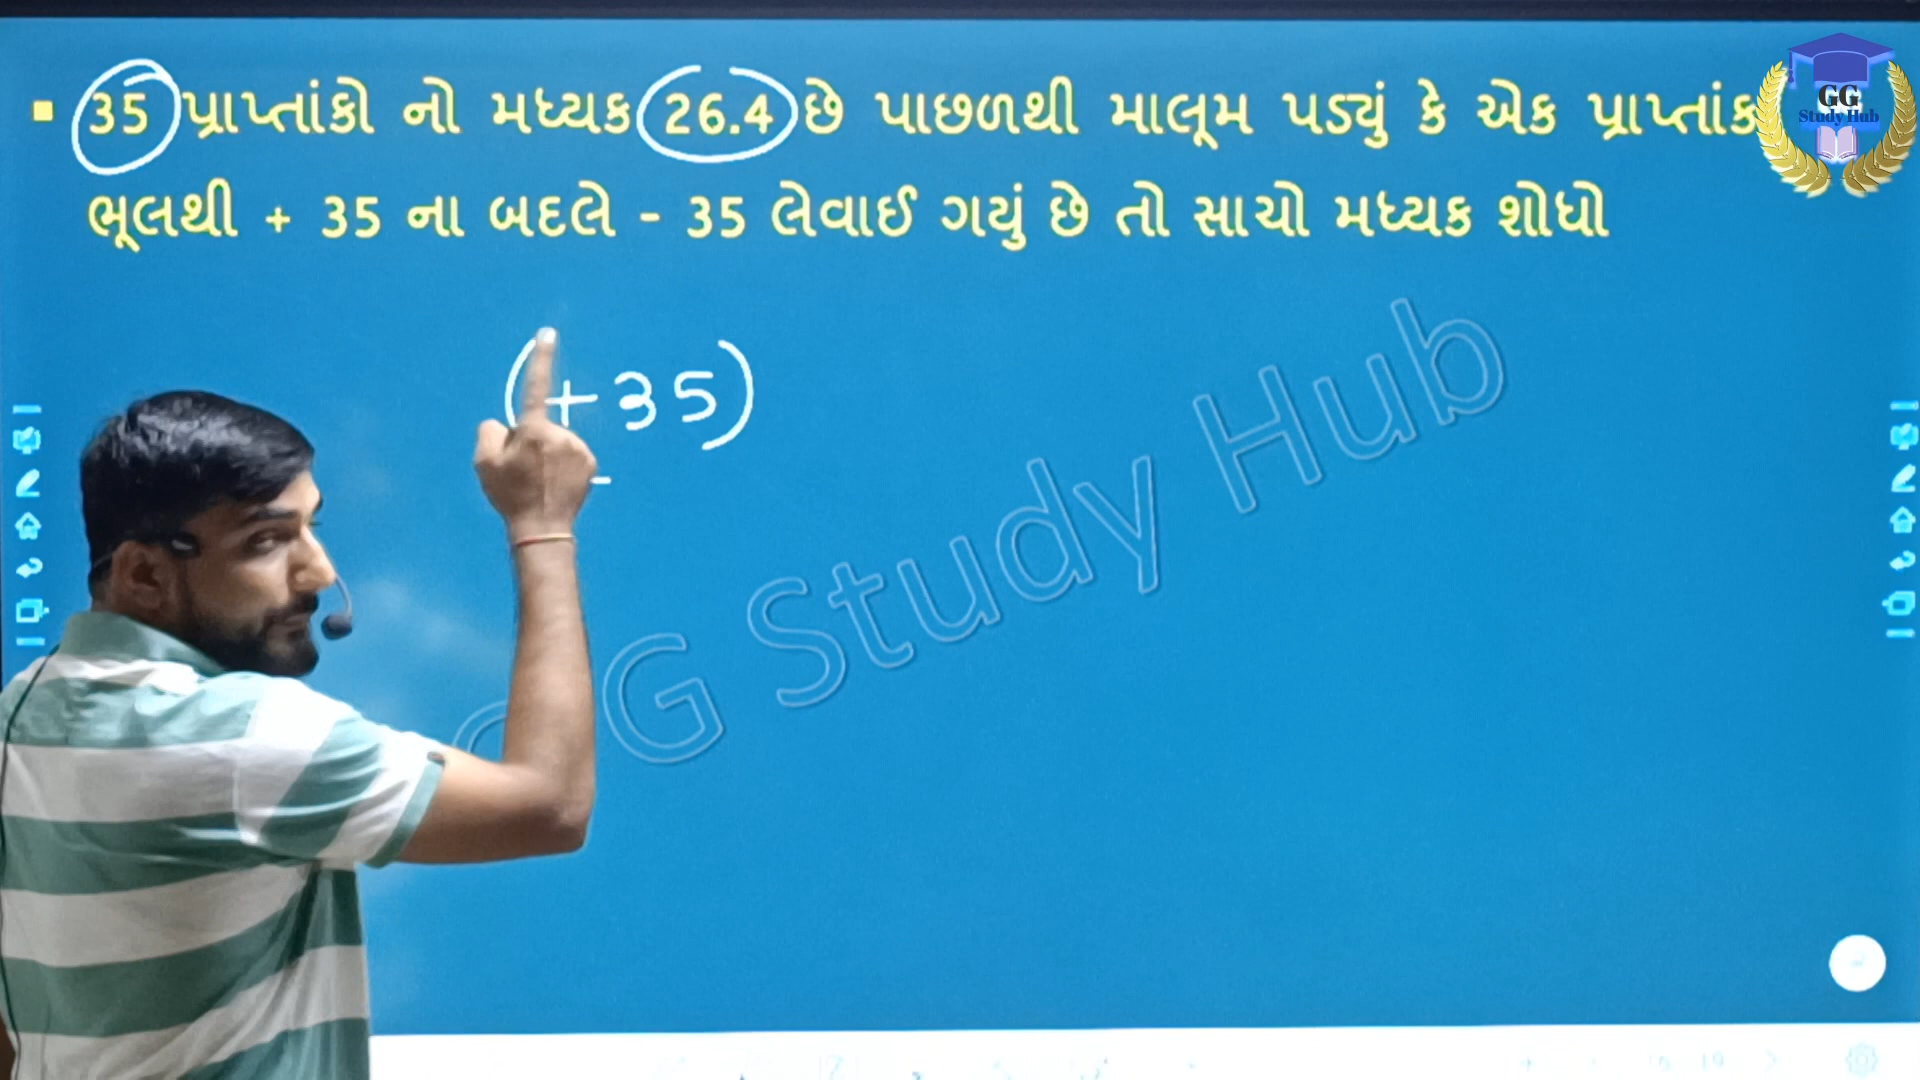 ▪ 35 પ્રાપ્તાંકો નો મધ્યક 26.4 છે પાછળથી માલૂમ પડ્યું કે એક પ્રાપ્તાંક
ભૂલથી + 35 ના બદલે - 35 લેવાઈ ગયું છે તો સાચો મધ્યક શોધો
GG
Study Hub
(+35)
-
GG Study Hub